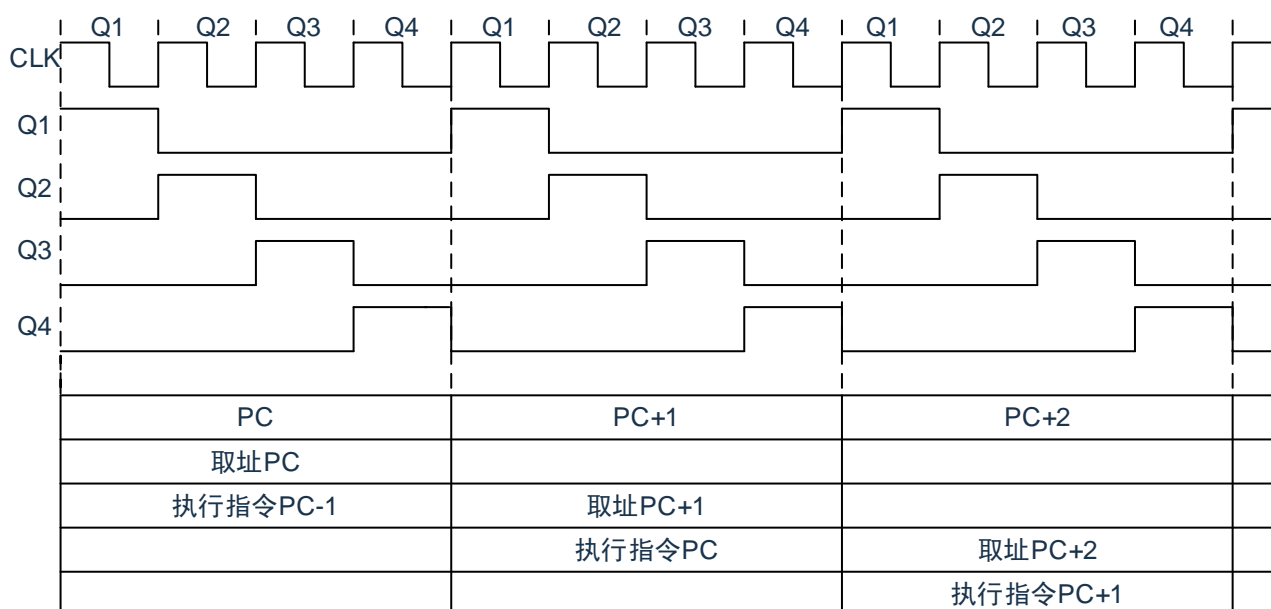 Q1 Q2 Q3 Q4 Q1 Q2 Q3 Q4 Q1 Q2 Q3 Q4
CLK
Q1
Q2
Q3
Q4
PC PC+1 PC+2
取址PC
执行指令PC-1 取址PC+1
执行指令PC 取址PC+2
执行指令PC+1